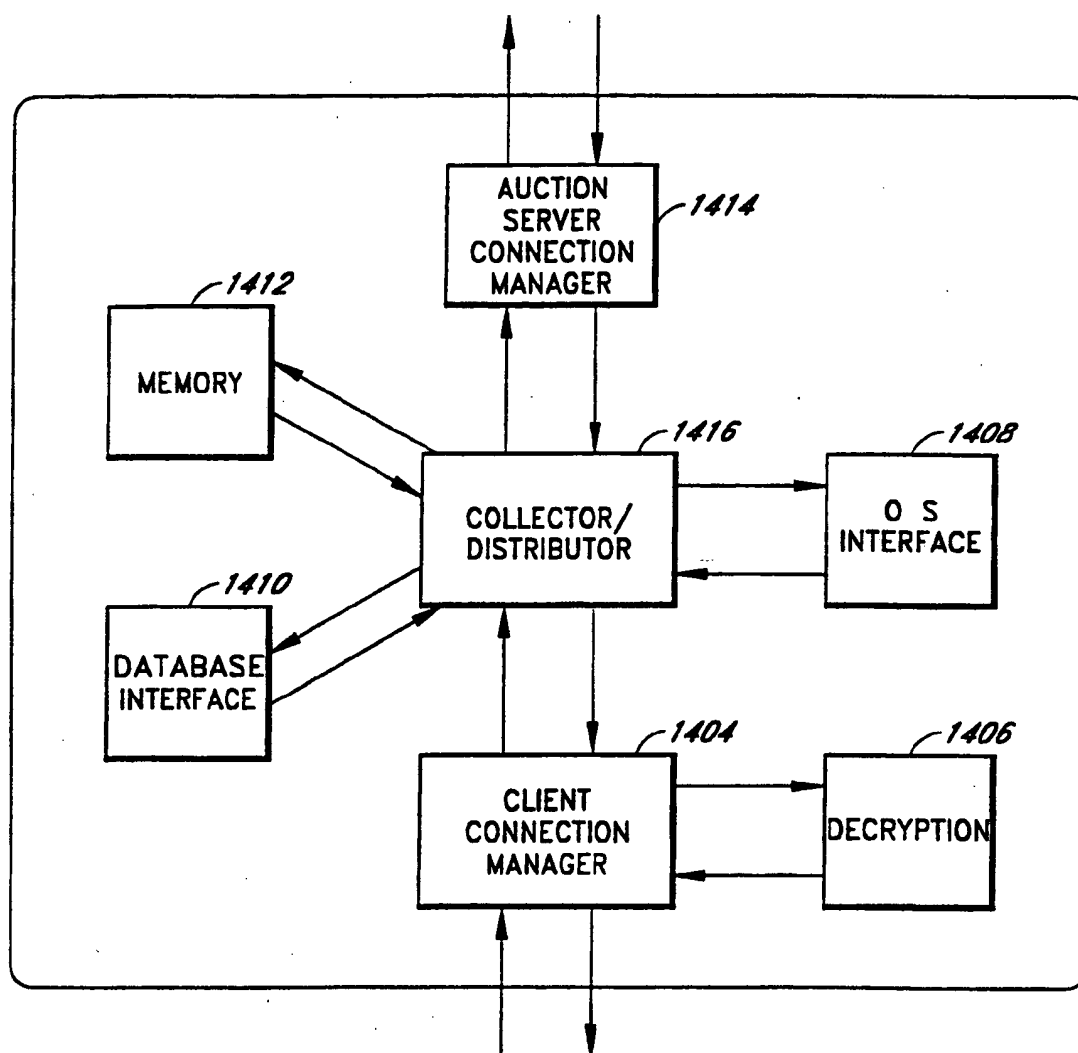 AUCTION
SERVER
CONNECTION
MANAGER
1414
1412
MEMORY
1416
COLLECTOR/
DISTRIBUTOR
1408
O S
INTERFACE
1410
DATABASE
INTERFACE
1404
CLIENT
CONNECTION
MANAGER
1406
DECRYPTION